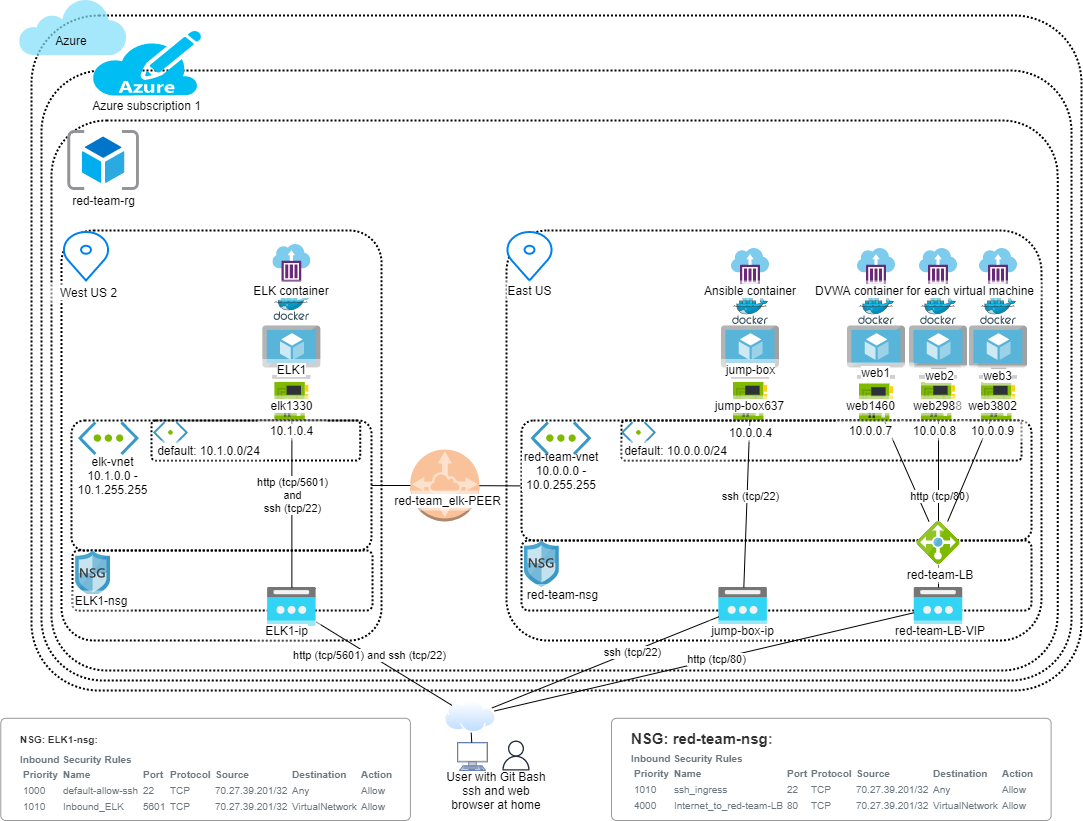 Azure
Azure
Azure subscription 1
red-team-rg
West US 2
East US
ELK container
docker
ELK1
elk1330
10.1.0.4
Ansible container
docker
jump-box
jump-box637
10.0.0.4
DVWA container for each virtual machine
docker
docker
docker
web1
web2
web3
web1460
web2988
web3802
10.0.0.7
10.0.0.8
10.0.0.9
elk-vnet
10.1.0.0 -
10.1.255.255
default: 10.1.0.0/24
http (tcp/5601)
and
ssh (tcp/22)
red-team_elk-PEER
red-team-vnet
10.0.0.0 -
10.0.255.255
default: 10.0.0.0/24
ssh (tcp/22)
http (tcp/80)
NSG
ELK1-nsg
NSG
red-team-nsg
red-team-LB
ELK1-ip
jump-box-ip
red-team-LB-VIP
http (tcp/5601) and ssh (tcp/22)
ssh (tcp/22)
http (tcp/80)
User with Git Bash
ssh and web
browser at home
NSG: ELK1-nsg:
Inbound Security Rules
Priority Name Port Protocol Source Destination Action
1000 default-allow-ssh 22 TCP 70.27.39.201/32 Any Allow
1010 Inbound_ELK 5601 TCP 70.27.39.201/32 VirtualNetwork Allow
NSG: red-team-nsg:
Inbound Security Rules
Priority Name Port Protocol Source Destination Action
1010 ssh_ingress 22 TCP 70.27.39.201/32 Any Allow
4000 Internet_to_red-team-LB 80 TCP 70.27.39.201/32 VirtualNetwork Allow